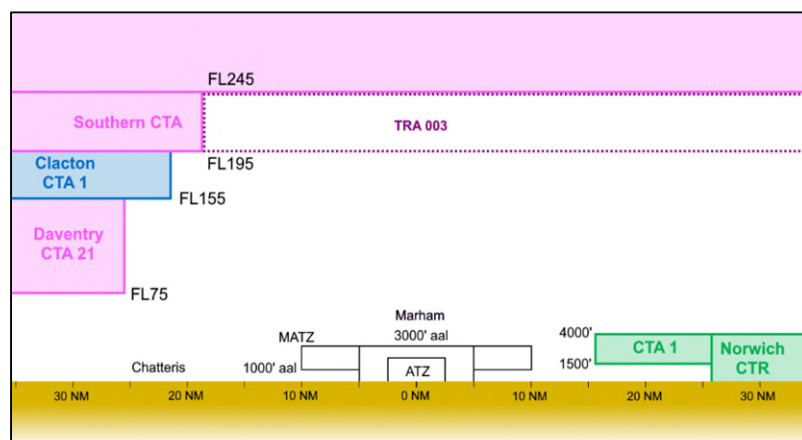 FL245
Southern CTA
TRA 003
FL195
Clacton
CTA 1
FL155
Daventry
CTA 21
FL75
Marham
MATZ
3000' aal
4000'
CTA 1
Norwich
CTR
1500'
Chatteris
1000' aal
ATZ
30 NM
20 NM
10 NM
0 NM
10 NM
20 NM
30 NM